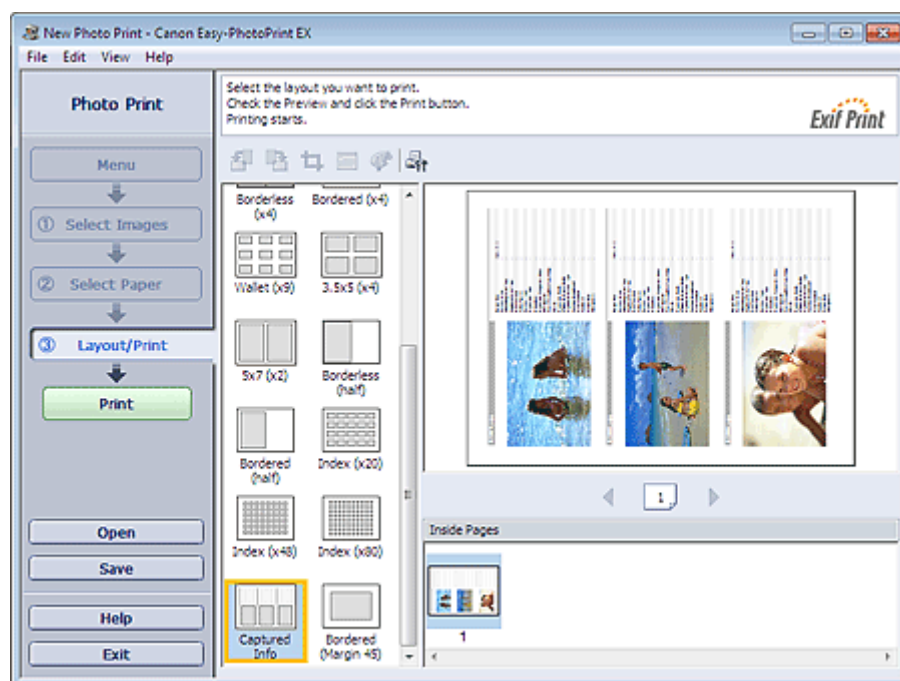 New Photo Print - Canon Easy-PhotoPrint EX
File Edit View Help
Photo Print
Select the layout you want to print.
Check the Preview and click the Print button.
Printing starts.
Exif Print
Menu
① Select Images
② Select Paper
③ Layout/Print
Print
Open
Save
Help
Exit
Borderless (x4)
Bordered (x4)
Wallet (x9)
3.5x5 (x4)
5x7 (x2)
Borderless (half)
Bordered (half)
Index (x20)
Index (x48)
Index (x80)
Captured Info
Bordered (Margin 45)
1
Inside Pages
1